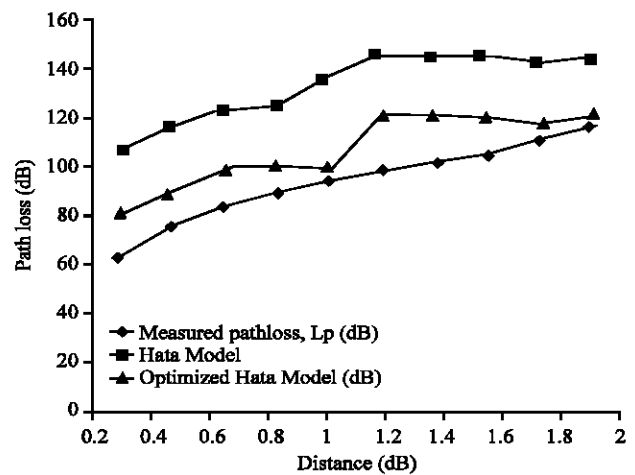 160
140
120
100
80
60
40
20
0
Path loss (dB)
Measured pathloss, Lp (dB)
Hata Model
Optimized Hata Model (dB)
0.2 0.4 0.6 0.8 1 1.2 1.4 1.6 1.8 2
Distance (dB)